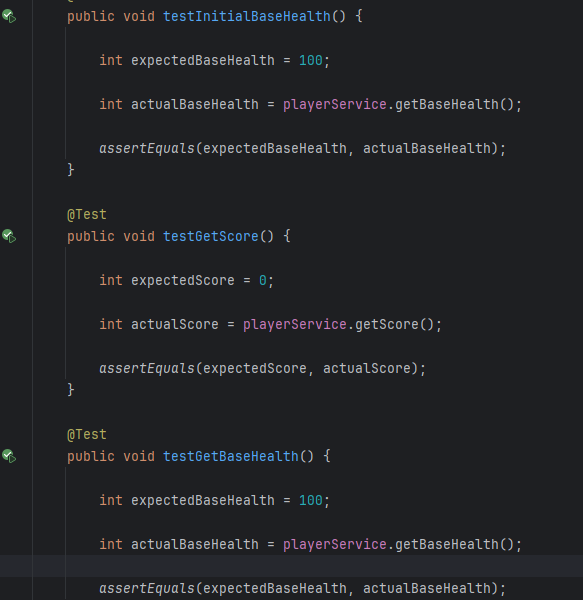 public void testInitialBaseHealth() {
int expectedBaseHealth = 100;
int actualBaseHealth = playerService.getBaseHealth();
assertEquals(expectedBaseHealth, actualBaseHealth);
}
@Test
public void testGetScore() {
int expectedScore = 0;
int actualScore = playerService.getScore();
assertEquals(expectedScore, actualScore);
}
@Test
public void testGetBaseHealth() {
int expectedBaseHealth = 100;
int actualBaseHealth = playerService.getBaseHealth();
assertEquals(expectedBaseHealth, actualBaseHealth);